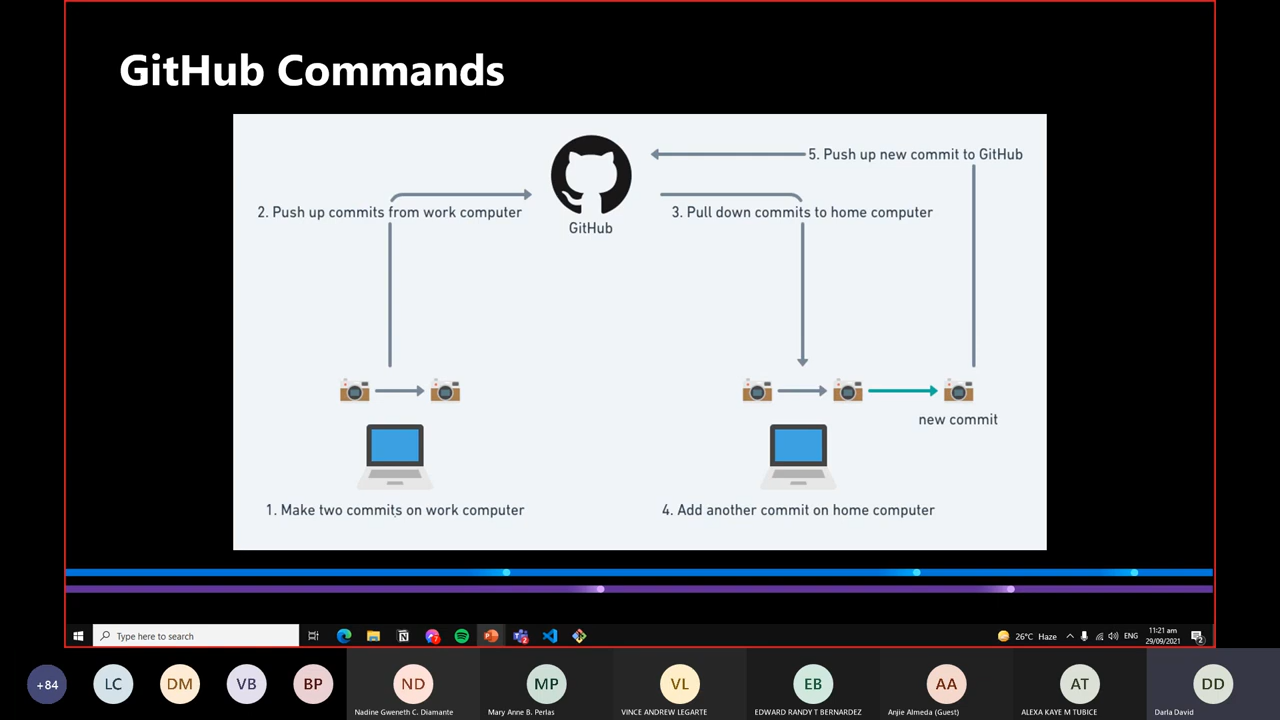 GitHub Commands
5. Push up new commit to GitHub
2. Push up commits from work computer
3. Pull down commits to home computer
GitHub
new commit
1. Make two commits on work computer
4. Add another commit on home computer
Type here to search
7
2
26°C Haze
ENG
11:21 am
29/09/2021
2
+84
LC
DM
VB
BP
ND
MP
VL
EB
AA
AT
DD
Nadine Gweneth C. Diamante
Mary Anne B. Perlas
VINCE ANDREW LEGARTE
EDWARD RANDY T BERNARDEZ
Anjie Almeda (Guest)
ALEXA KAYE M TUBICE
Darla David